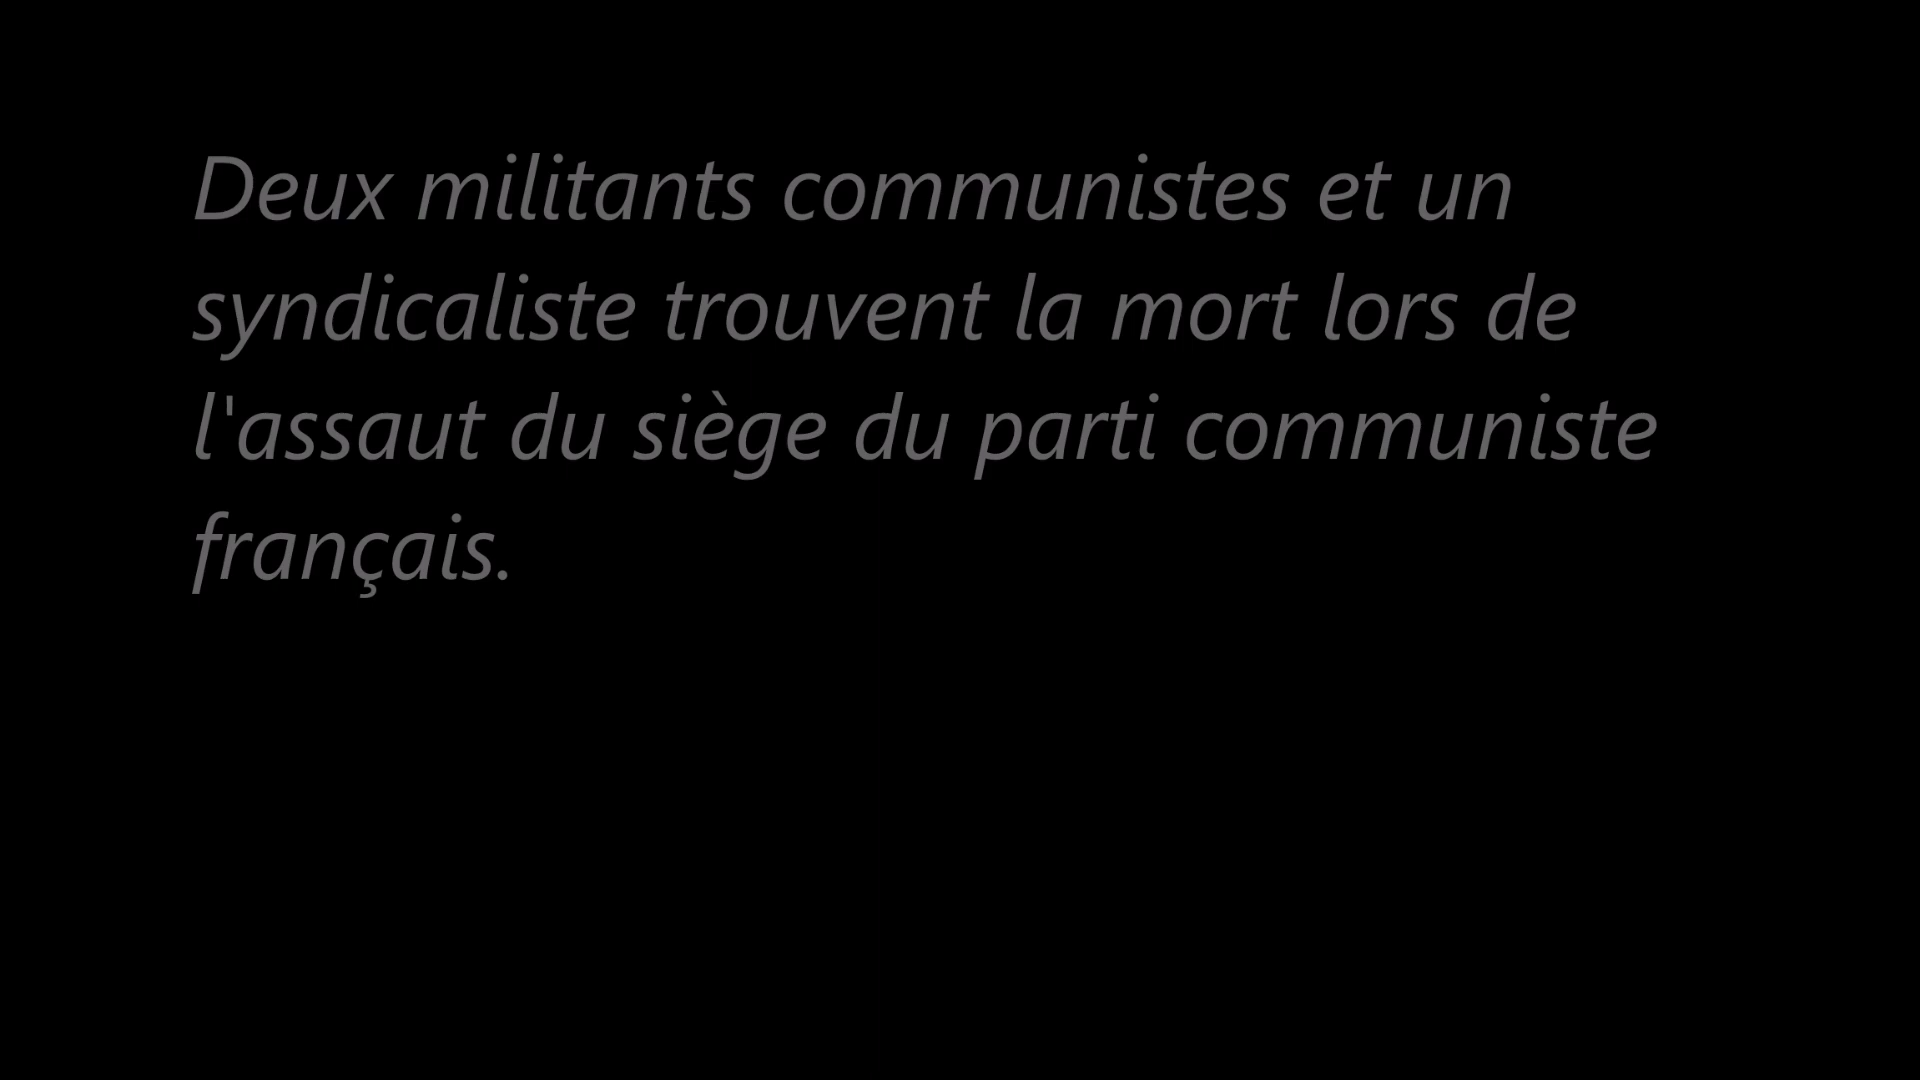 Deux militants communistes et un
syndicaliste trouvent la mort lors de
l'assaut du siège du parti communiste
français.